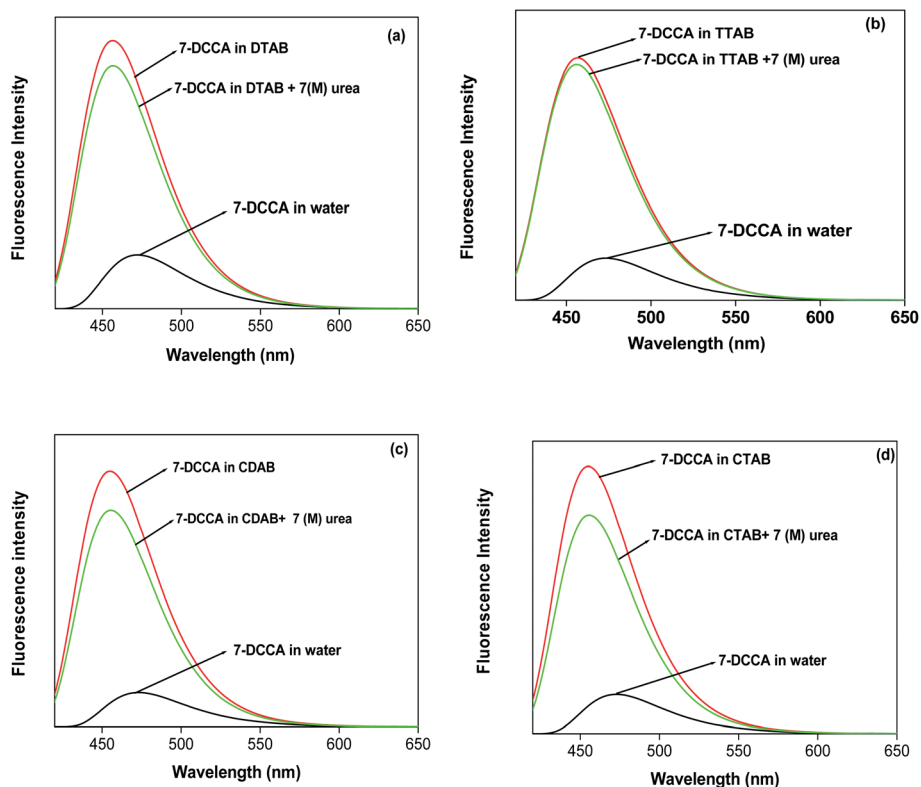 (a)
7-DCCA in DTAB
7-DCCA in DTAB + 7(M) urea
7-DCCA in water
Fluorescence Intensity
450 500 550 600 650
Wavelength (nm)
(b)
7-DCCA in TTAB
7-DCCA in TTAB +7 (M) urea
7-DCCA in water
Fluorescence Intensity
450 500 550 600 650
Wavelength (nm)
(c)
7-DCCA in CDAB
7-DCCA in CDAB+ 7 (M) urea
7-DCCA in water
Fluorescence intensity
450 500 550 600 650
Wavelength (nm)
(d)
7-DCCA in CTAB
7-DCCA in CTAB+ 7 (M) urea
7-DCCA in water
Fluorescence Intensity
450 500 550 600 650
Wavelength (nm)